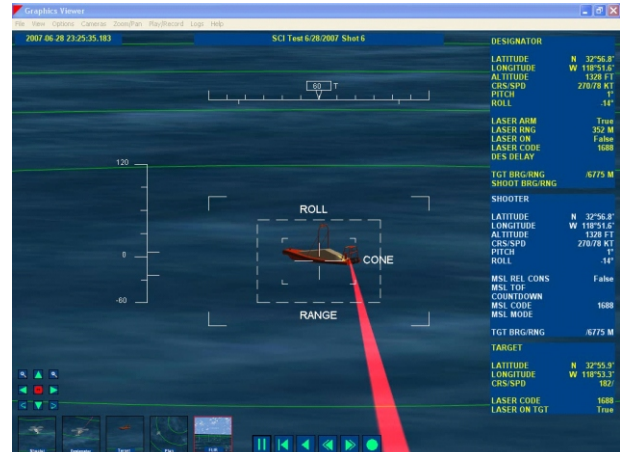 Graphics Viewer
File View Options Cameras Zoom/Pan Play/Record Logs Help
2007-06-28 23:25:35.183
SCI Test 6/28/2007 Shot 6
60 T
120
0
-60
ROLL
CONE
RANGE
DESIGNATOR
LATITUDE N 32°56.8'
LONGITUDE W 118°51.6'
ALTITUDE 1328 FT
CRS/SPD 270/78 KT
PITCH 1°
ROLL -14°
LASER ARM True
LASER RNG 352 M
LASER ON False
LASER CODE 1688
DES DELAY
TGT BRG/RNG /6775 M
SHOOT BRG/RNG
SHOOTER
LATITUDE N 32°56.8'
LONGITUDE W 118°51.6'
ALTITUDE 1328 FT
CRS/SPD 270/78 KT
PITCH 1°
ROLL -14°
MSL REL CONS False
MSL TOF
COUNTDOWN
MSL CODE 1688
MSL MODE
TGT BRG/RNG /6775 M
TARGET
LATITUDE N 32°55.9'
LONGITUDE W 118°53.3'
CRS/SPD 182/
LASER CODE 1688
LASER ON TGT True
Target